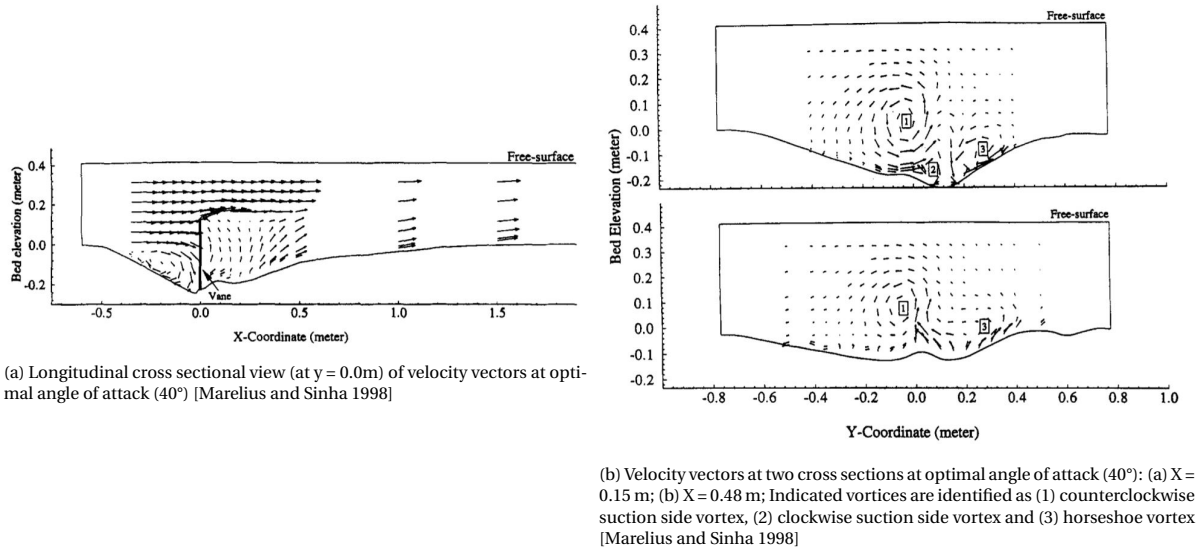 Free-surface
0.4
0.2
0.0
-0.2
Bed elevation (meter)
Vane
-0.5
0.0
0.5
1.0
1.5
X-Coordinate (meter)
(a) Longitudinal cross sectional view (at y = 0.0m) of velocity vectors at opti-
mal angle of attack (40°) [Marelius and Sinha 1998]
Free-surface
0.4
0.3
0.2
0.1
0.0
-0.1
-0.2
1
2
3
Bed Elevation (meter)
Free-surface
0.4
0.3
0.2
0.1
0.0
-0.1
-0.2
1
3
-0.8
-0.6
-0.4
-0.2
0.0
0.2
0.4
0.6
0.8
1.0
Y-Coordinate (meter)
(b) Velocity vectors at two cross sections at optimal angle of attack (40°): (a) X =
0.15 m; (b) X = 0.48 m; Indicated vortices are identified as (1) counterclockwise
suction side vortex, (2) clockwise suction side vortex and (3) horseshoe vortex
[Marelius and Sinha 1998]